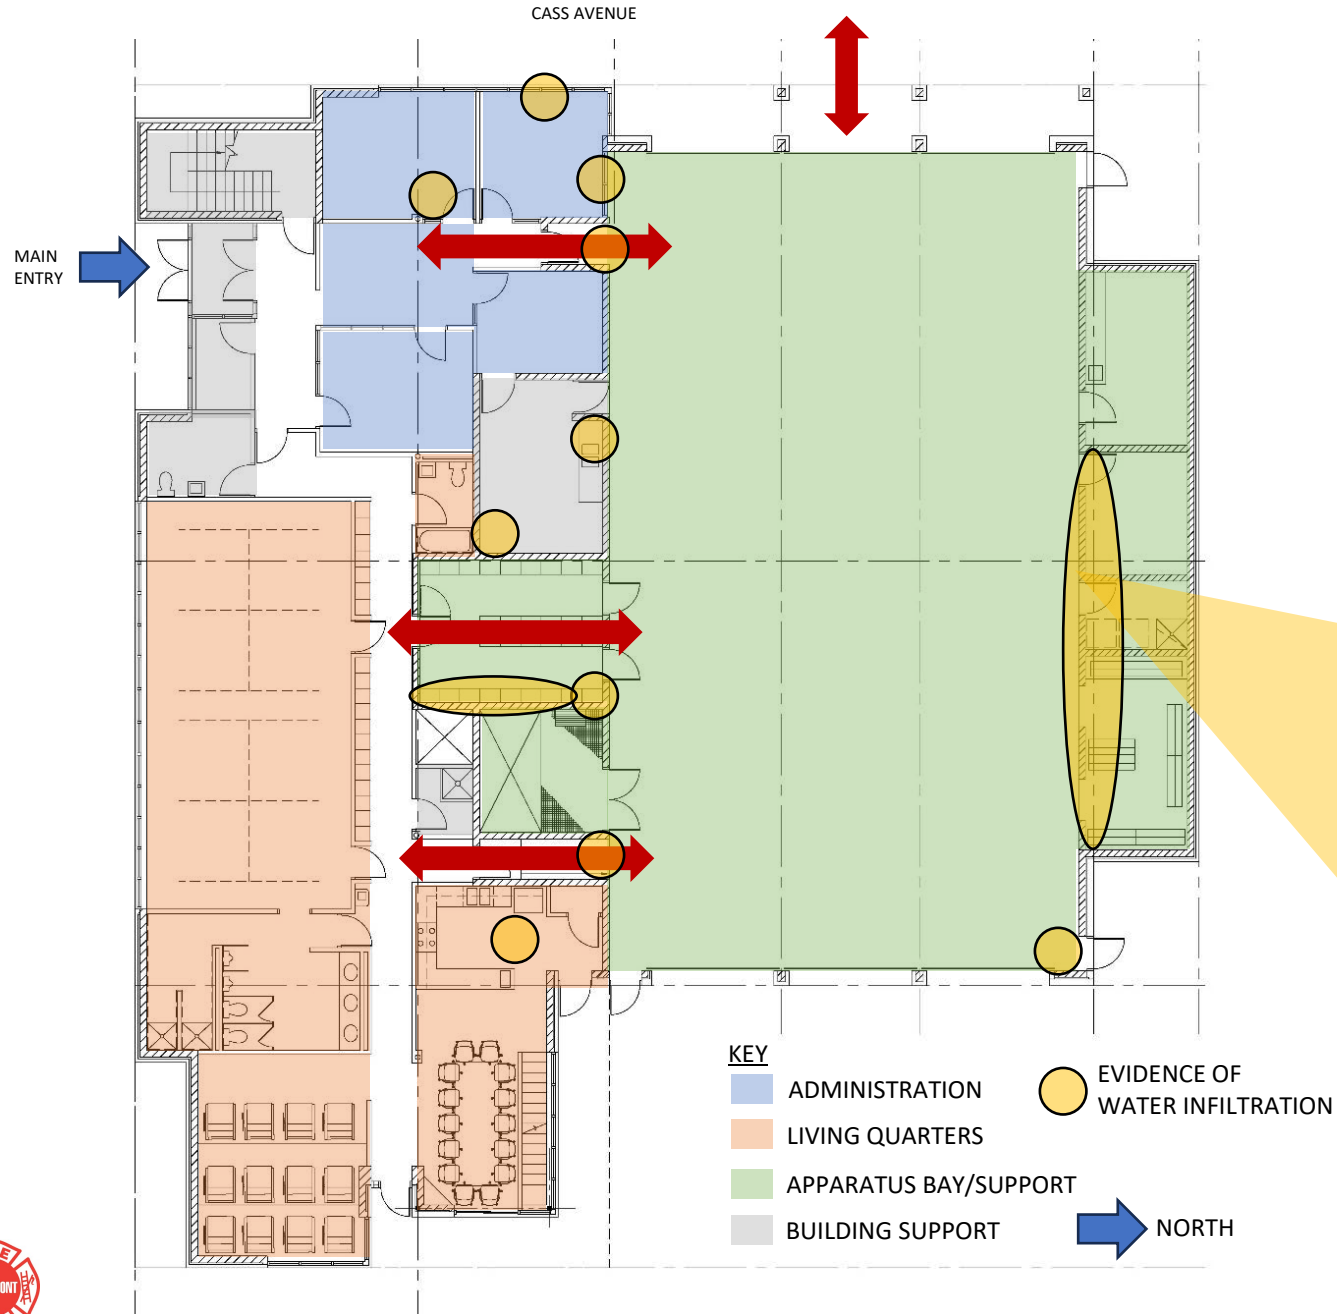 CASS AVENUE
MAIN
ENTRY
KEY
ADMINISTRATION
LIVING QUARTERS
APPARATUS BAY/SUPPORT
BUILDING SUPPORT
EVIDENCE OF
WATER INFILTRATION
NORTH